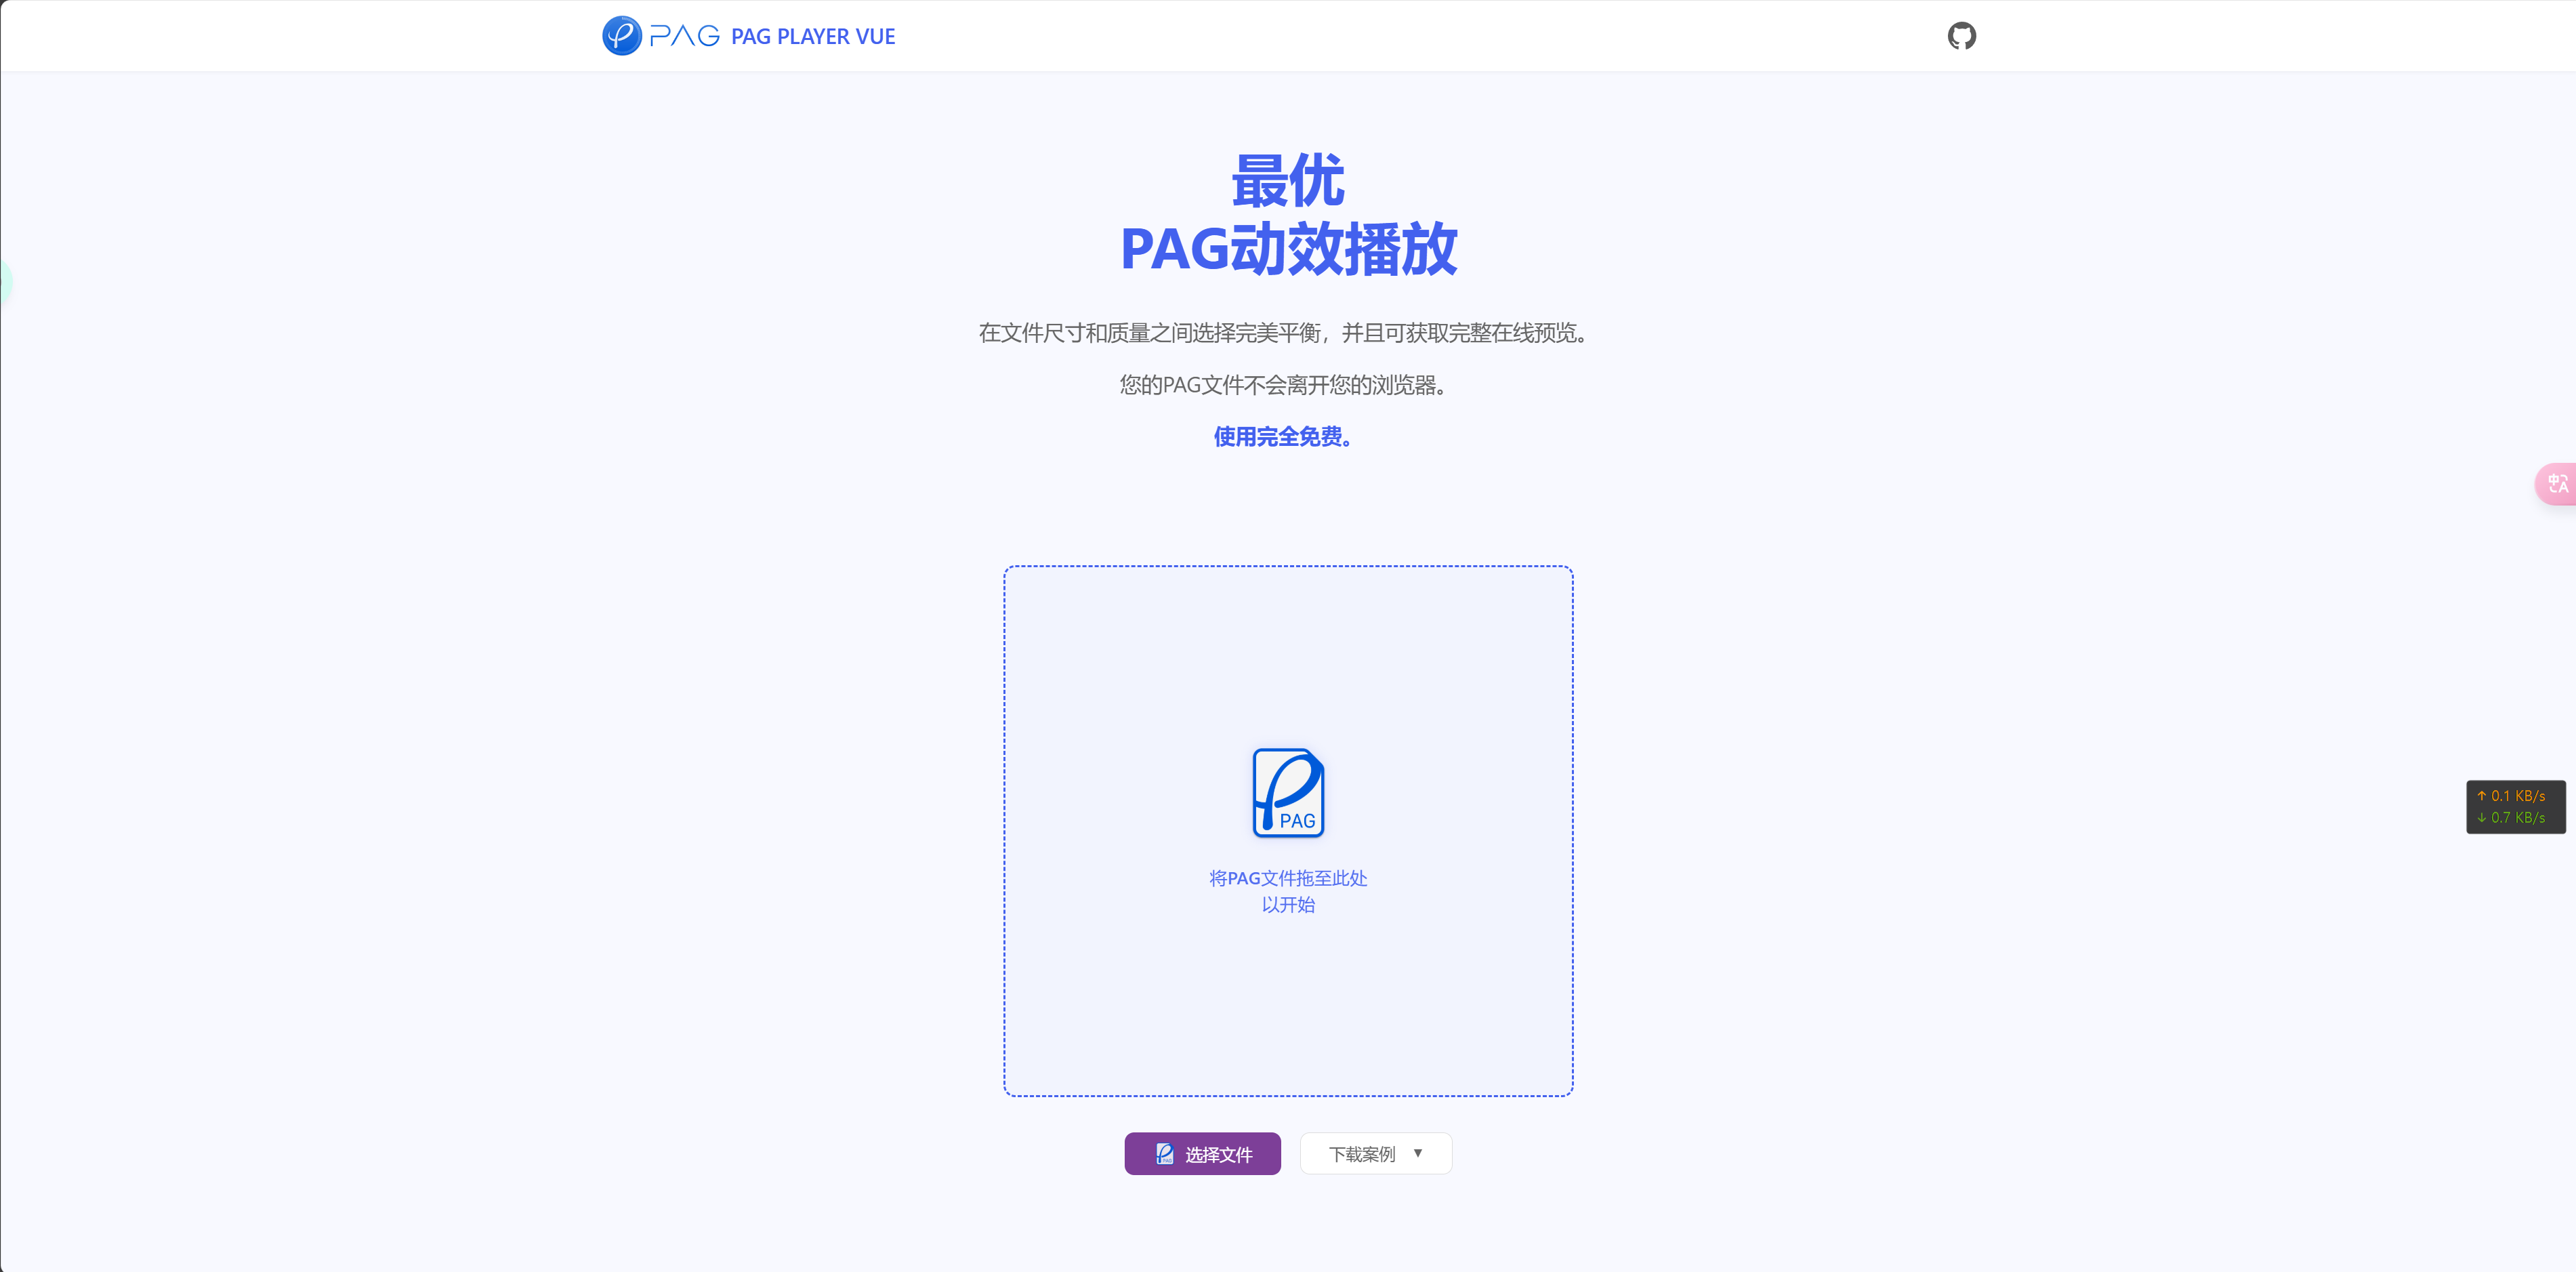 PAG PAG PLAYER VUE
最优
PAG动效播放
在文件尺寸和质量之间选择完美平衡，并且可获取完整在线预览。
您的PAG文件不会离开您的浏览器。
使用完全免费。
中A
↑ 0.1 KB/s
↓ 0.7 KB/s
PAG
将PAG文件拖至此处
以开始
选择文件
下载案例 ▼